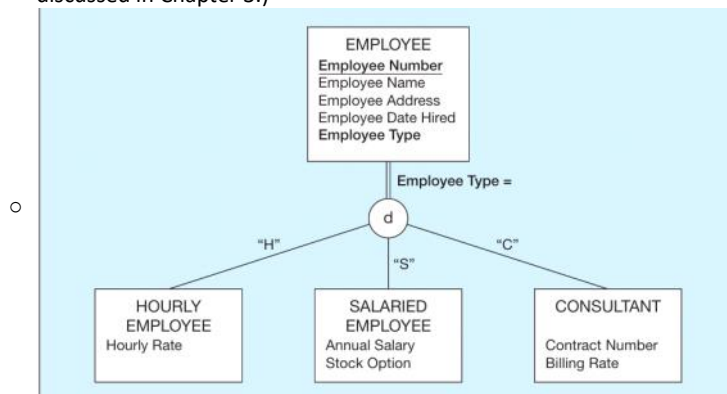 discussed in Chapter 3.)
EMPLOYEE
Employee Number
Employee Name
Employee Address
Employee Date Hired
Employee Type
Employee Type =
d
"H"
"S"
"C"
HOURLY
EMPLOYEE
Hourly Rate
SALARIED
EMPLOYEE
Annual Salary
Stock Option
CONSULTANT
Contract Number
Billing Rate